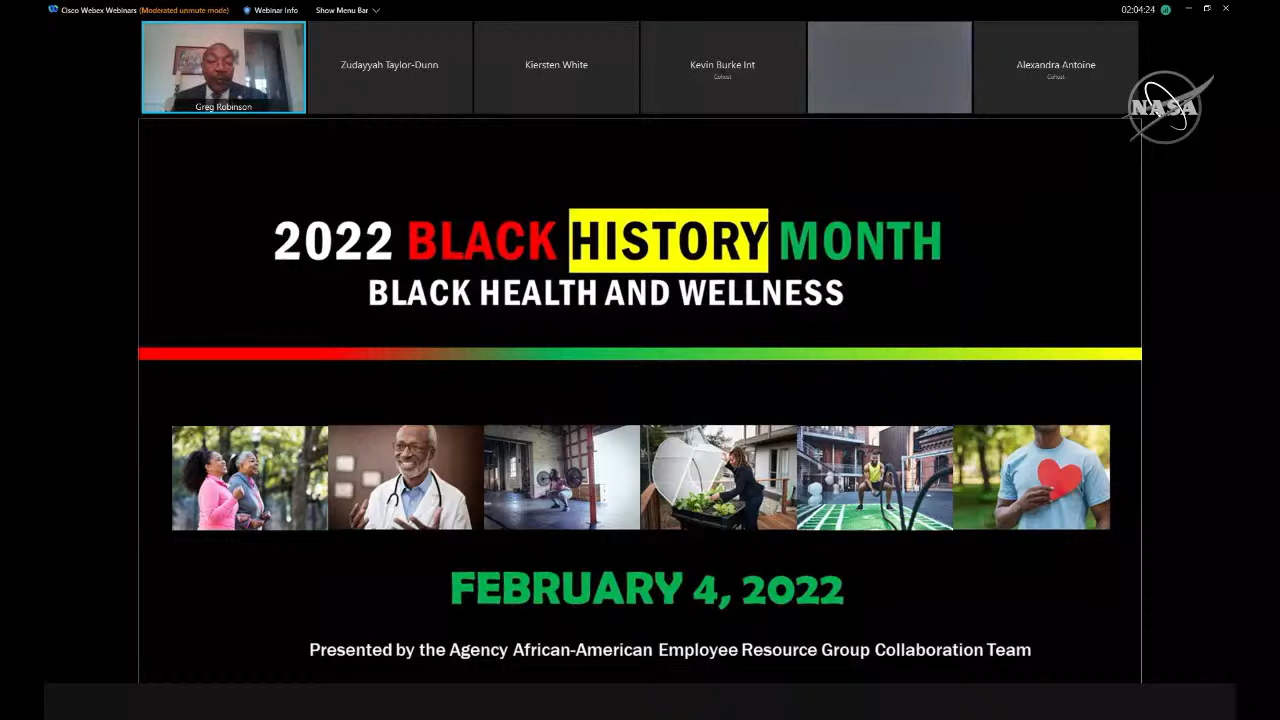 Cisco Webex Webinars (Moderated unmute mode) Webinar Info Show Menu Bar 02:04:24
Greg Robinson
Zudayyah Taylor-Dunn
Kiersten White
Kevin Burke Int
Cohost
Alexandra Antoine
Cohost
NASA
2022 BLACK HISTORY MONTH
BLACK HEALTH AND WELLNESS
FEBRUARY 4, 2022
Presented by the Agency African-American Employee Resource Group Collaboration Team